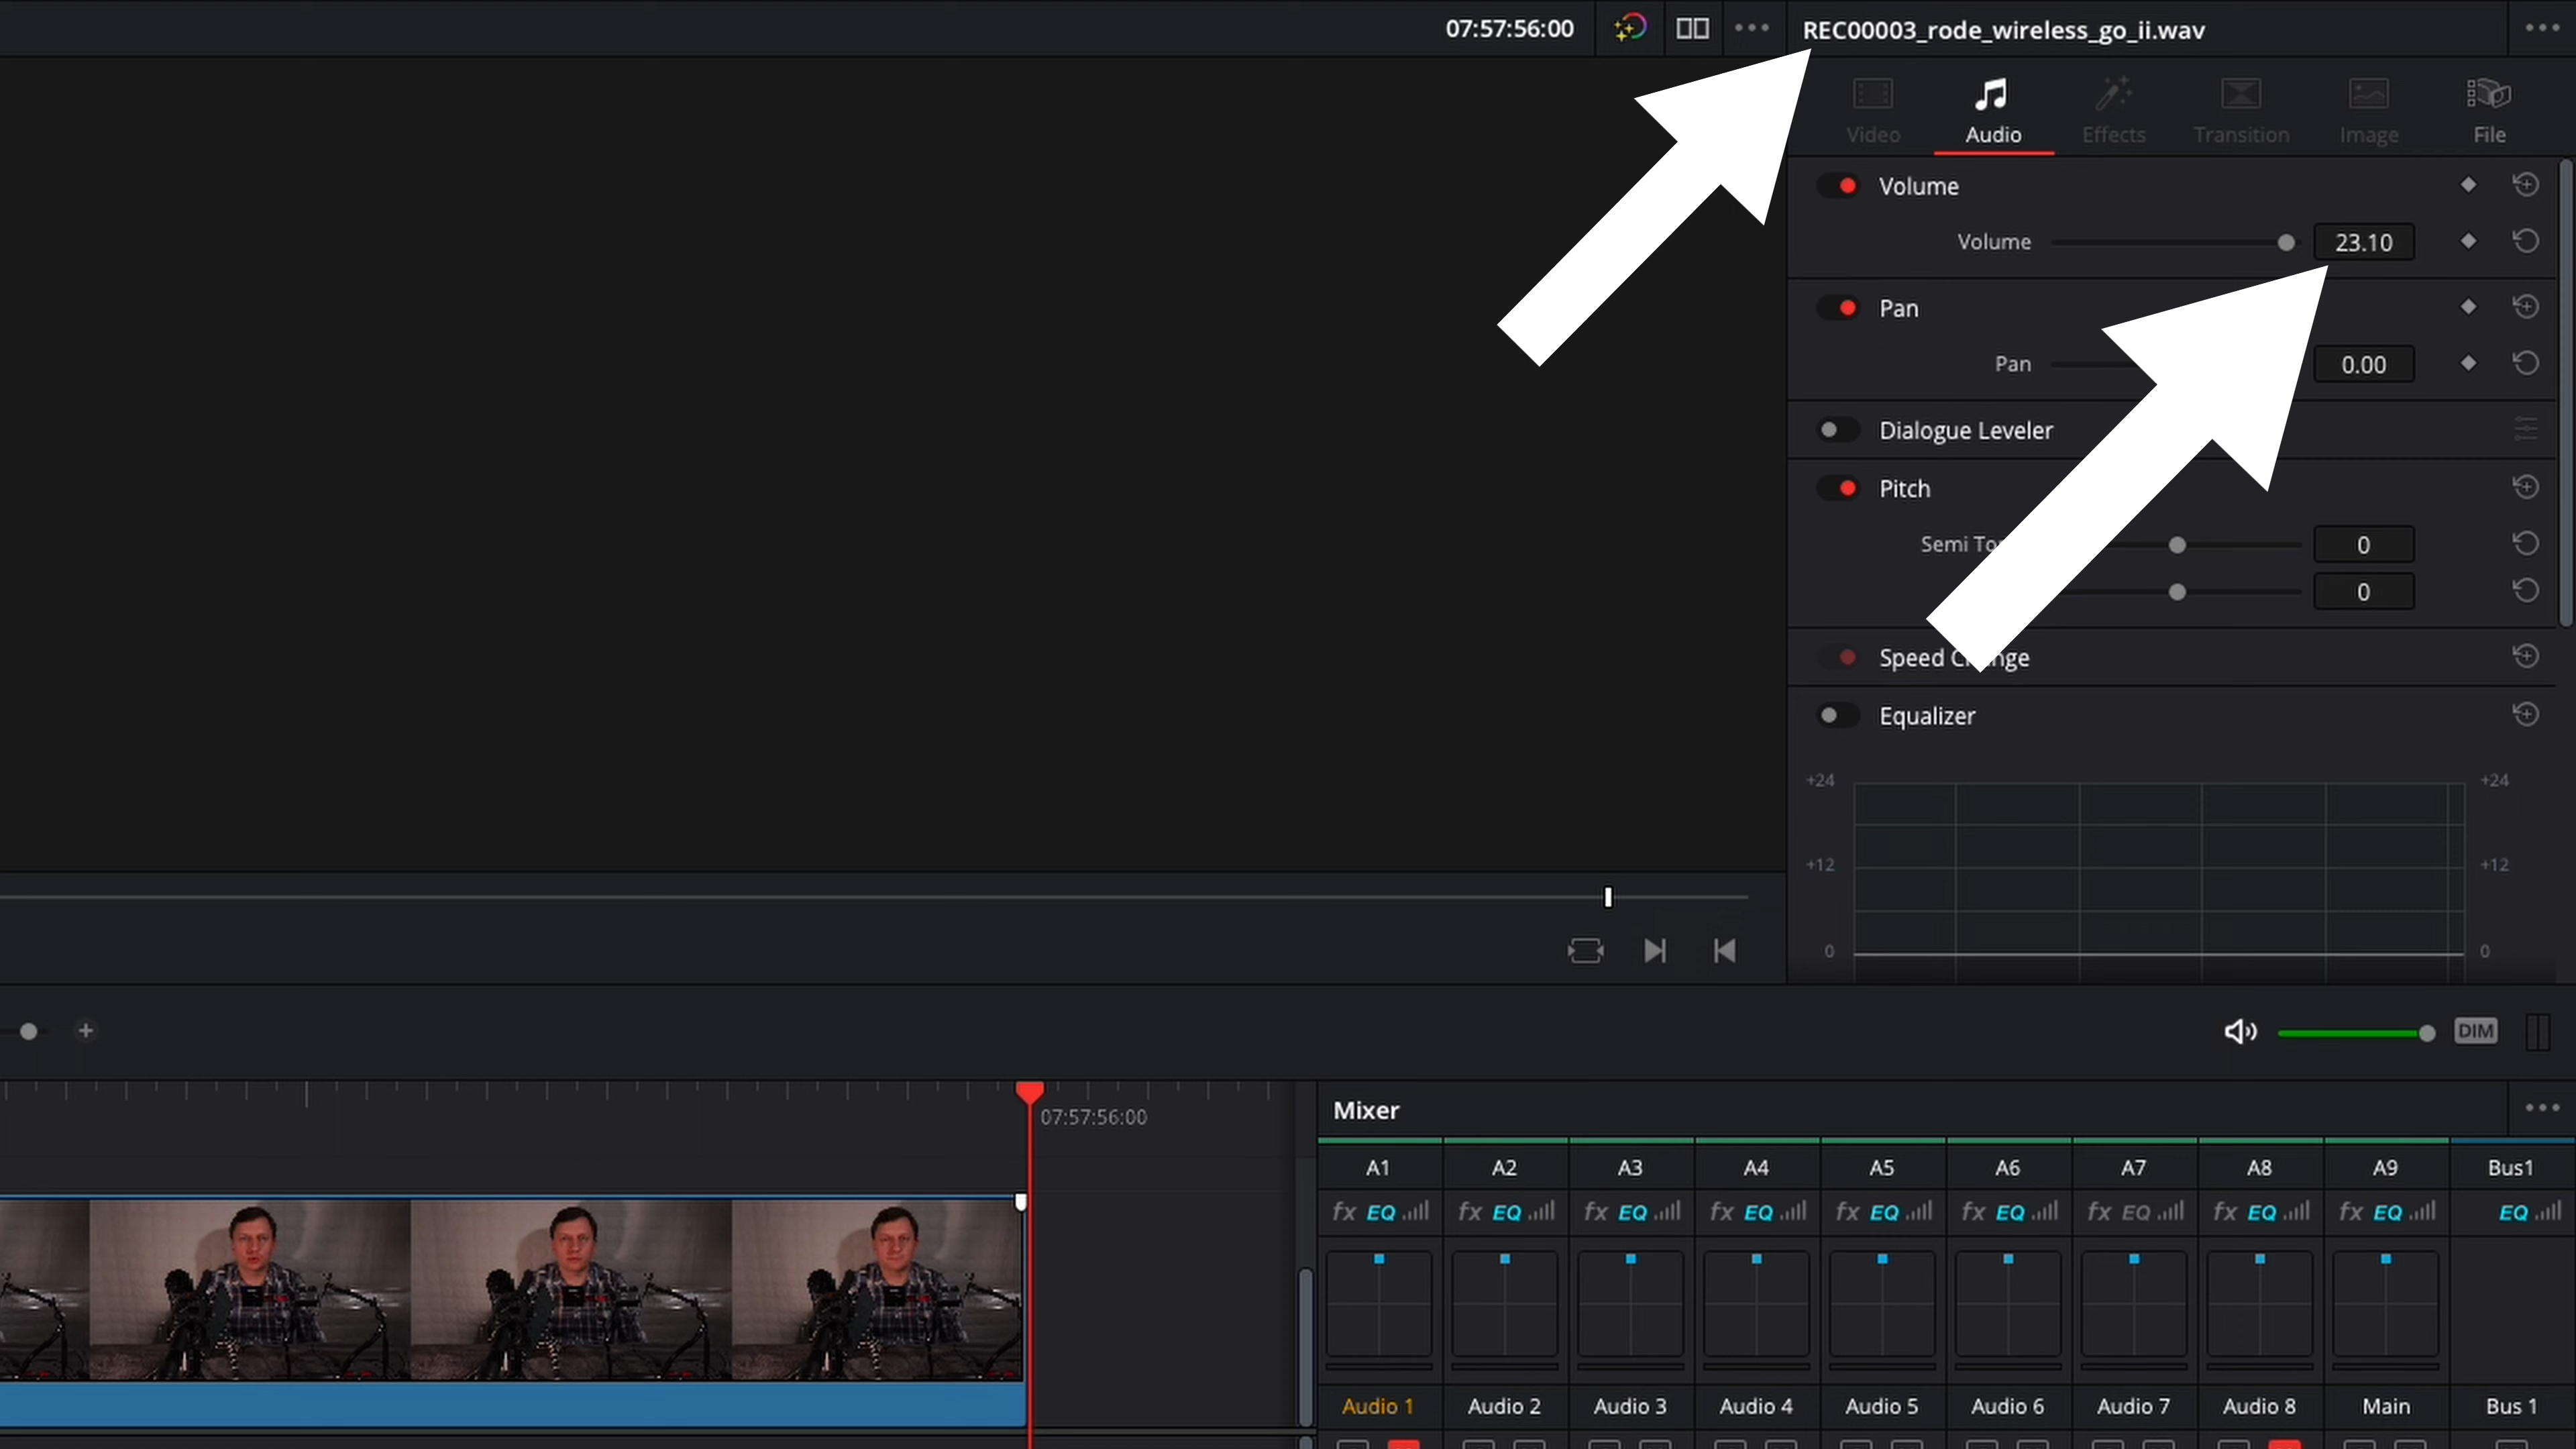 07:57:56:00
REC00003_rode_wireless_go_ii.wav
Video
Audio
Effects
Transition
Image
File
Volume
Volume
23.10
Pan
Pan
0.00
Dialogue Leveler
Pitch
Semi
0
0
Speed
Equalizer
+24
+24
+12
+12
0
0
DIM
07:57:56:00
Mixer
A1 A2 A3 A4 A5 A6 A7 A8 A9 Bus1
fx EQ fx EQ fx EQ fx EQ fx EQ fx EQ fx EQ fx EQ fx EQ EQ
Audio 1 Audio 2 Audio 3 Audio 4 Audio 5 Audio 6 Audio 7 Audio 8 Main Bus 1